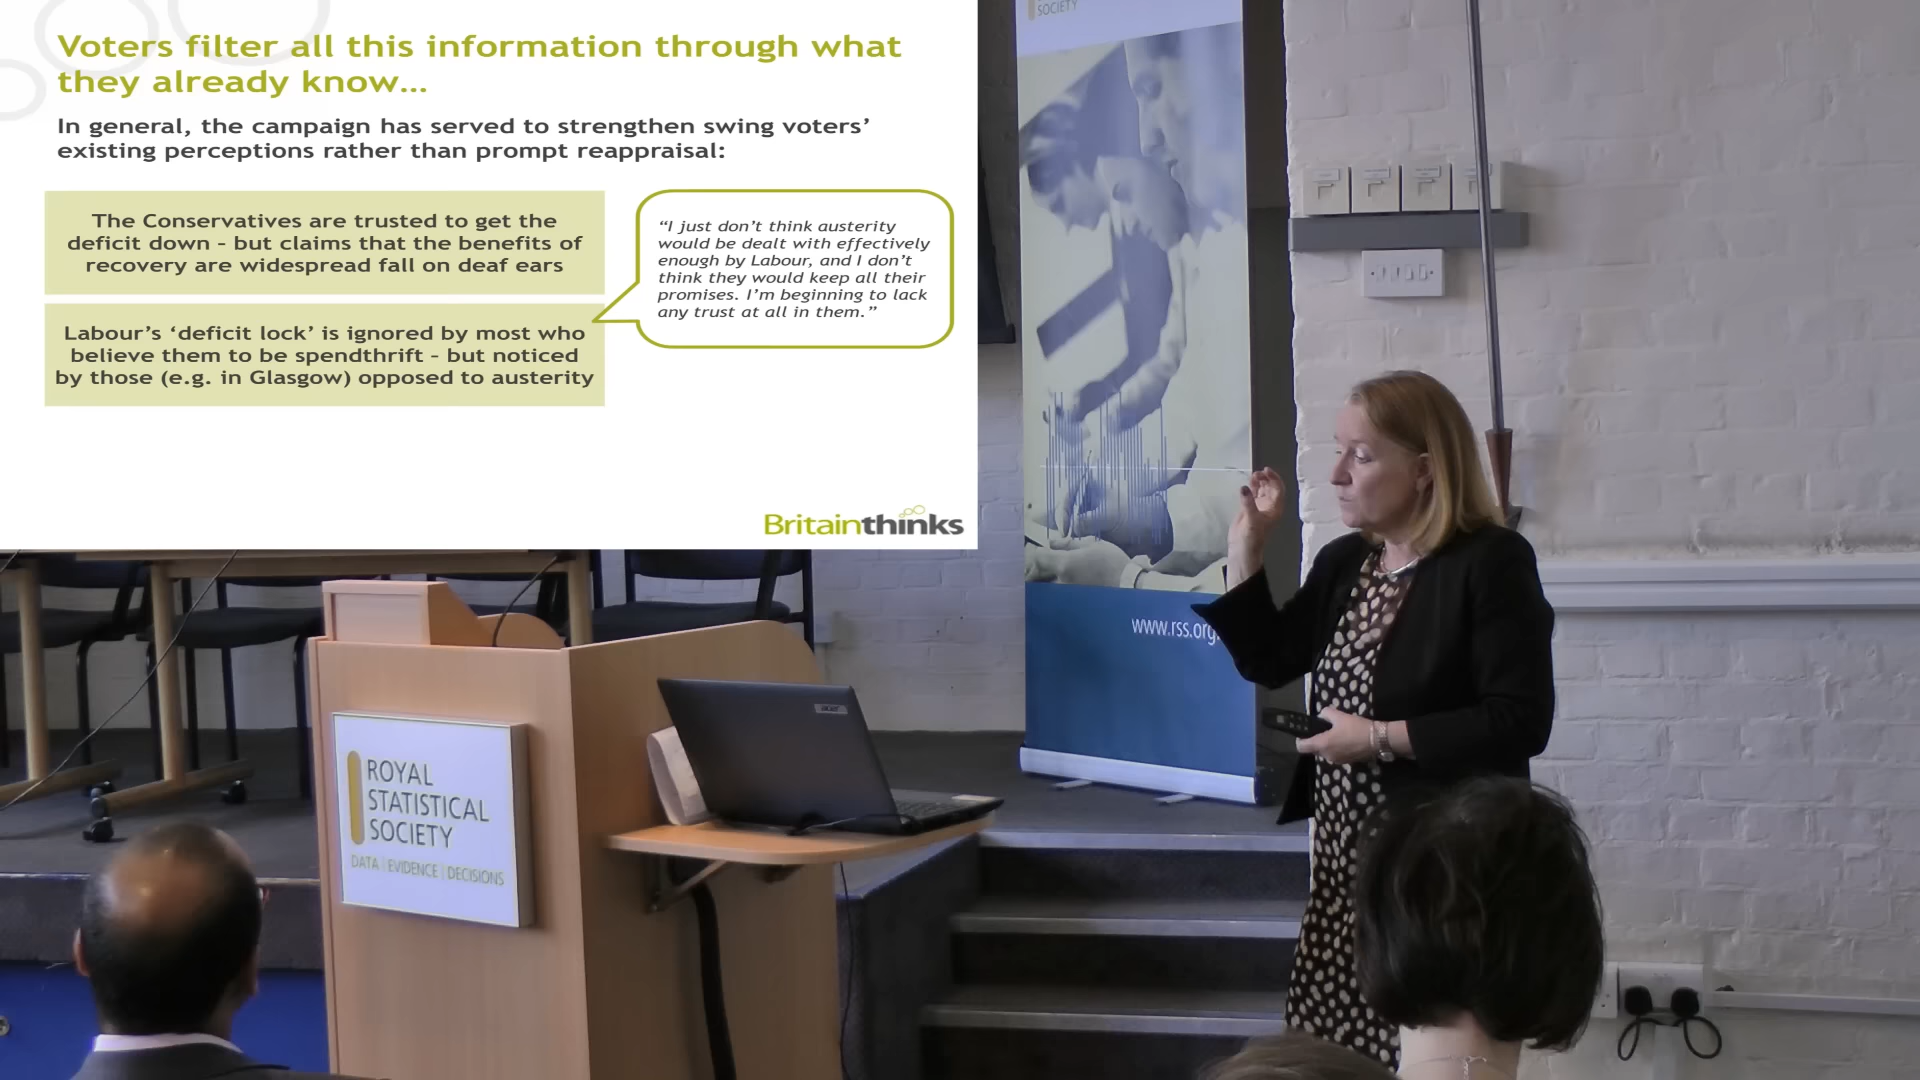 Voters filter all this information through what
they already know...
In general, the campaign has served to strengthen swing voters’
existing perceptions rather than prompt reappraisal:
The Conservatives are trusted to get the
deficit down - but claims that the benefits of
recovery are widespread fall on deaf ears
“I just don’t think austerity
would be dealt with effectively
enough by Labour, and I don’t
think they would keep all their
promises. I’m beginning to lack
any trust at all in them.”
Labour’s ‘deficit lock’ is ignored by most who
believe them to be spendthrift - but noticed
by those (e.g. in Glasgow) opposed to austerity
Britainthinks
SOCIETY
www.rss.org
acer
ROYAL
STATISTICAL
SOCIETY
DATA | EVIDENCE | DECISIONS